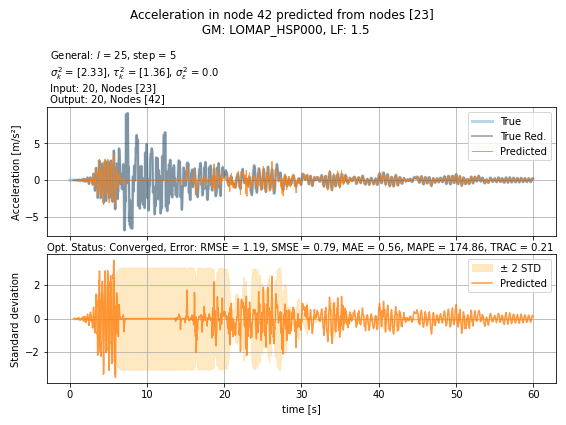 Acceleration in node 42 predicted from nodes [23]
GM: LOMAP_HSP000, LF: 1.5
General: l = 25, step = 5
σ²ₖ = [2.33], τ²ₖ = [1.36], σ²ε = 0.0
Input: 20, Nodes [23]
Output: 20, Nodes [42]
Acceleration [m/s²]
5
0
−5
True
True Red.
Predicted
Opt. Status: Converged, Error: RMSE = 1.19, SMSE = 0.79, MAE = 0.56, MAPE = 174.86, TRAC = 0.21
Standard deviation
2
0
−2
± 2 STD
Predicted
0 10 20 30 40 50 60
time [s]